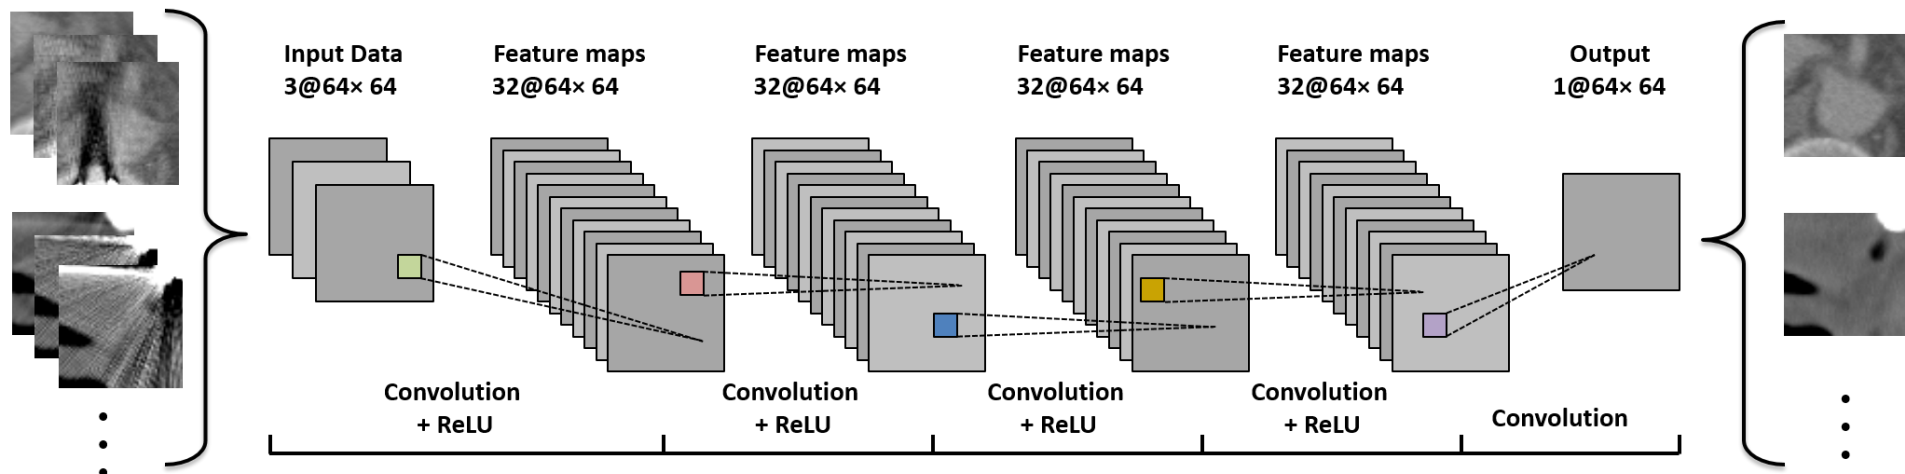 Input Data
3@64× 64
Feature maps
32@64× 64
Feature maps
32@64× 64
Feature maps
32@64× 64
Feature maps
32@64× 64
Output
1@64× 64
Convolution
+ ReLU
Convolution
+ ReLU
Convolution
+ ReLU
Convolution
+ ReLU
Convolution